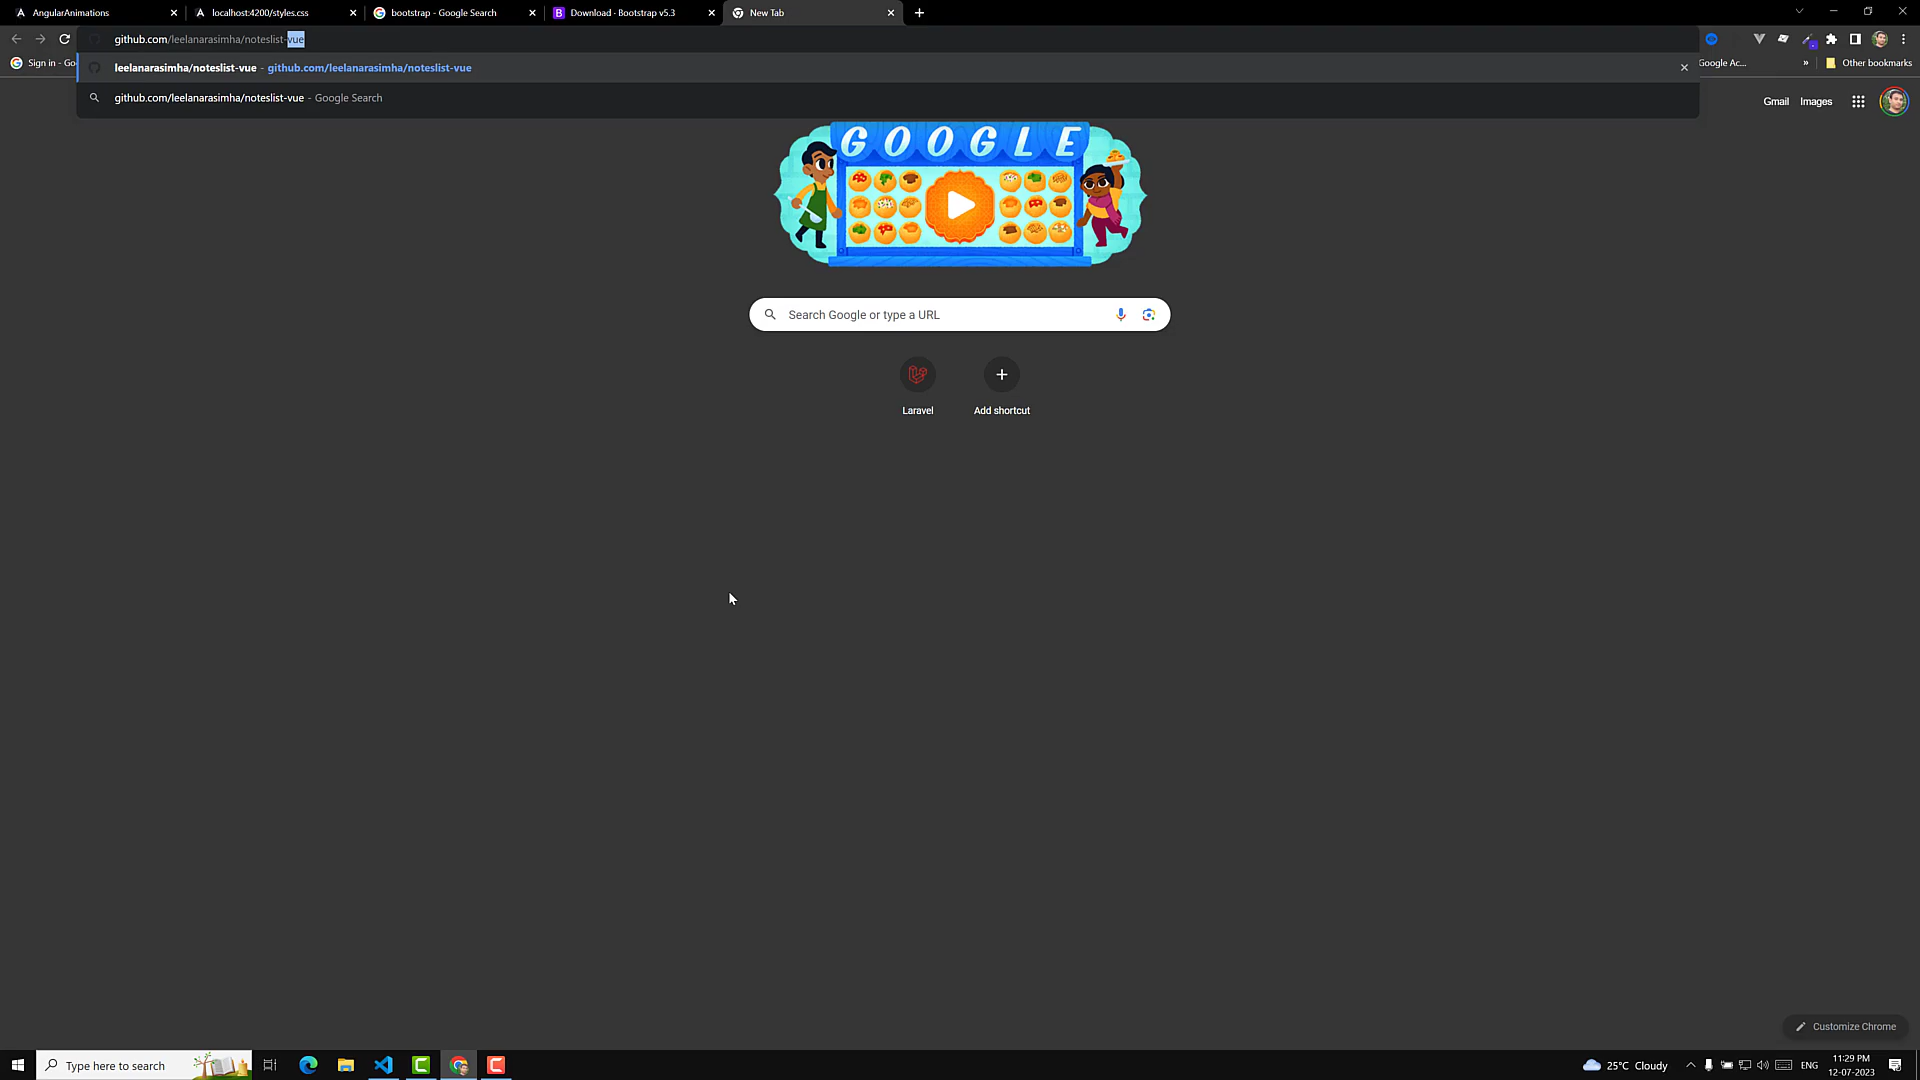 AngularAnimations
localhost:4200/styles.css
bootstrap - Google Search
Download · Bootstrap v5.3
New Tab
github.com/leelanarasimha/noteslist-vue
Sign in - Go
leelanarasimha/noteslist-vue - github.com/leelanarasimha/noteslist-vue
Google Ac...
»
Other bookmarks
github.com/leelanarasimha/noteslist-vue - Google Search
Gmail
Images
GOOGLE
Search Google or type a URL
Laravel
Add shortcut
Customize Chrome
Type here to search
25°C Cloudy
ENG
11:29 PM
12-07-2023